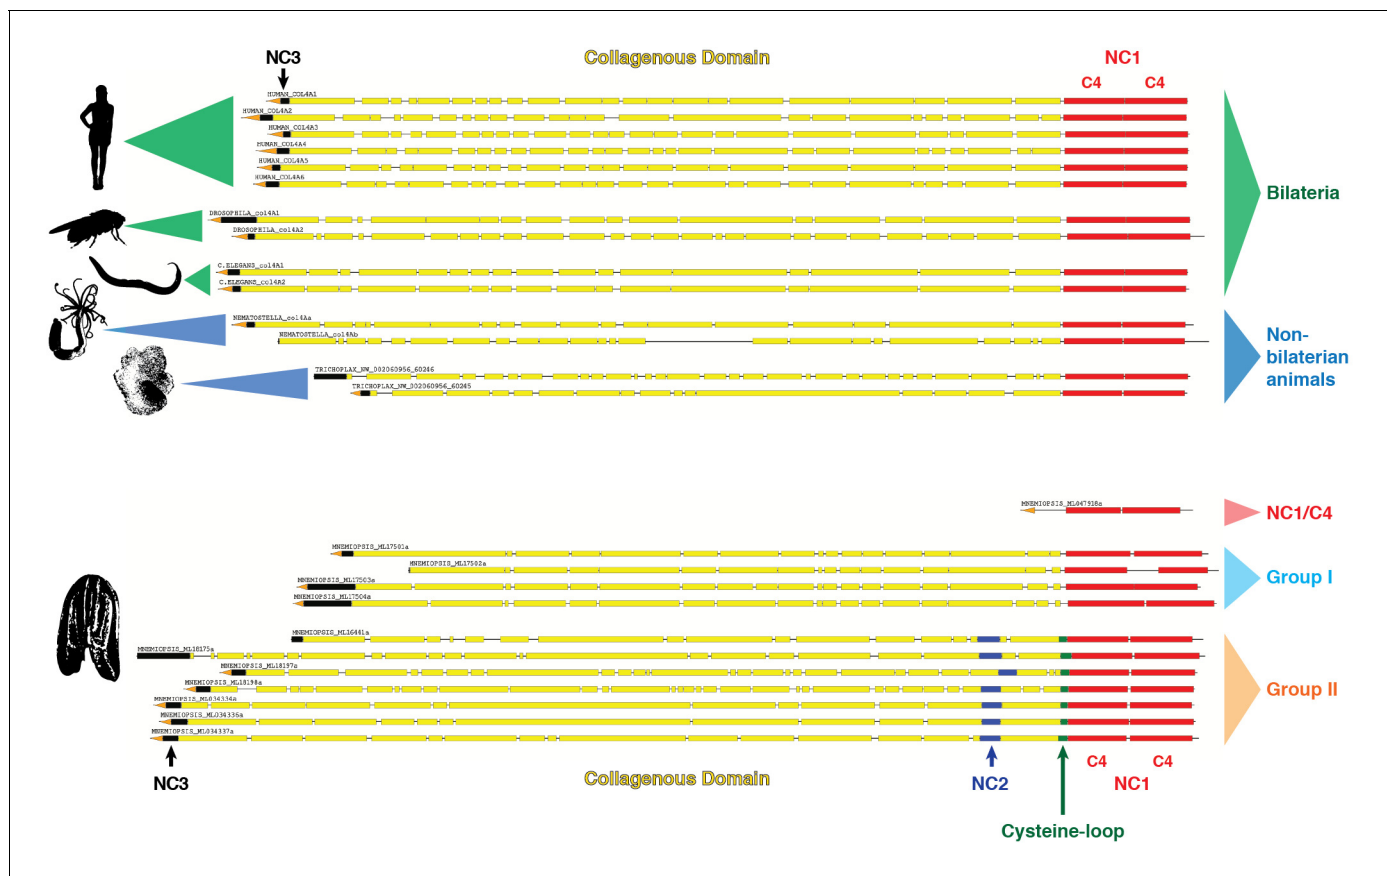 NC3
Collagenous Domain
NC1
C4 C4
HUMAN_COL4A1
HUMAN_COL4A2
HUMAN_COL4A3
HUMAN_COL4A4
HUMAN_COL4A5
HUMAN_COL4A6
Bilateria
DROSOPHILA_col4A1
DROSOPHILA_col4A2
C.ELEGANS_col4A1
C.ELEGANS_col4A2
NEMATOSTELLA_col4Aa
NEMATOSTELLA_col4Ab
Non-
bilaterian
animals
TRICHOPLAX_NW_002060956_60246
TRICHOPLAX_NW_002060956_60245
MNEMIOPSIS_ML047918a
NC1/C4
MNEMIOPSIS_ML17501a
MNEMIOPSIS_ML17502a
MNEMIOPSIS_ML17503a
MNEMIOPSIS_ML17504a
Group I
MNEMIOPSIS_ML16441a
MNEMIOPSIS_ML18175a
MNEMIOPSIS_ML18197a
MNEMIOPSIS_ML18198a
MNEMIOPSIS_ML034334a
MNEMIOPSIS_ML034336a
MNEMIOPSIS_ML034337a
Group II
C4 C4
NC3
Collagenous Domain
NC2
NC1
Cysteine-loop